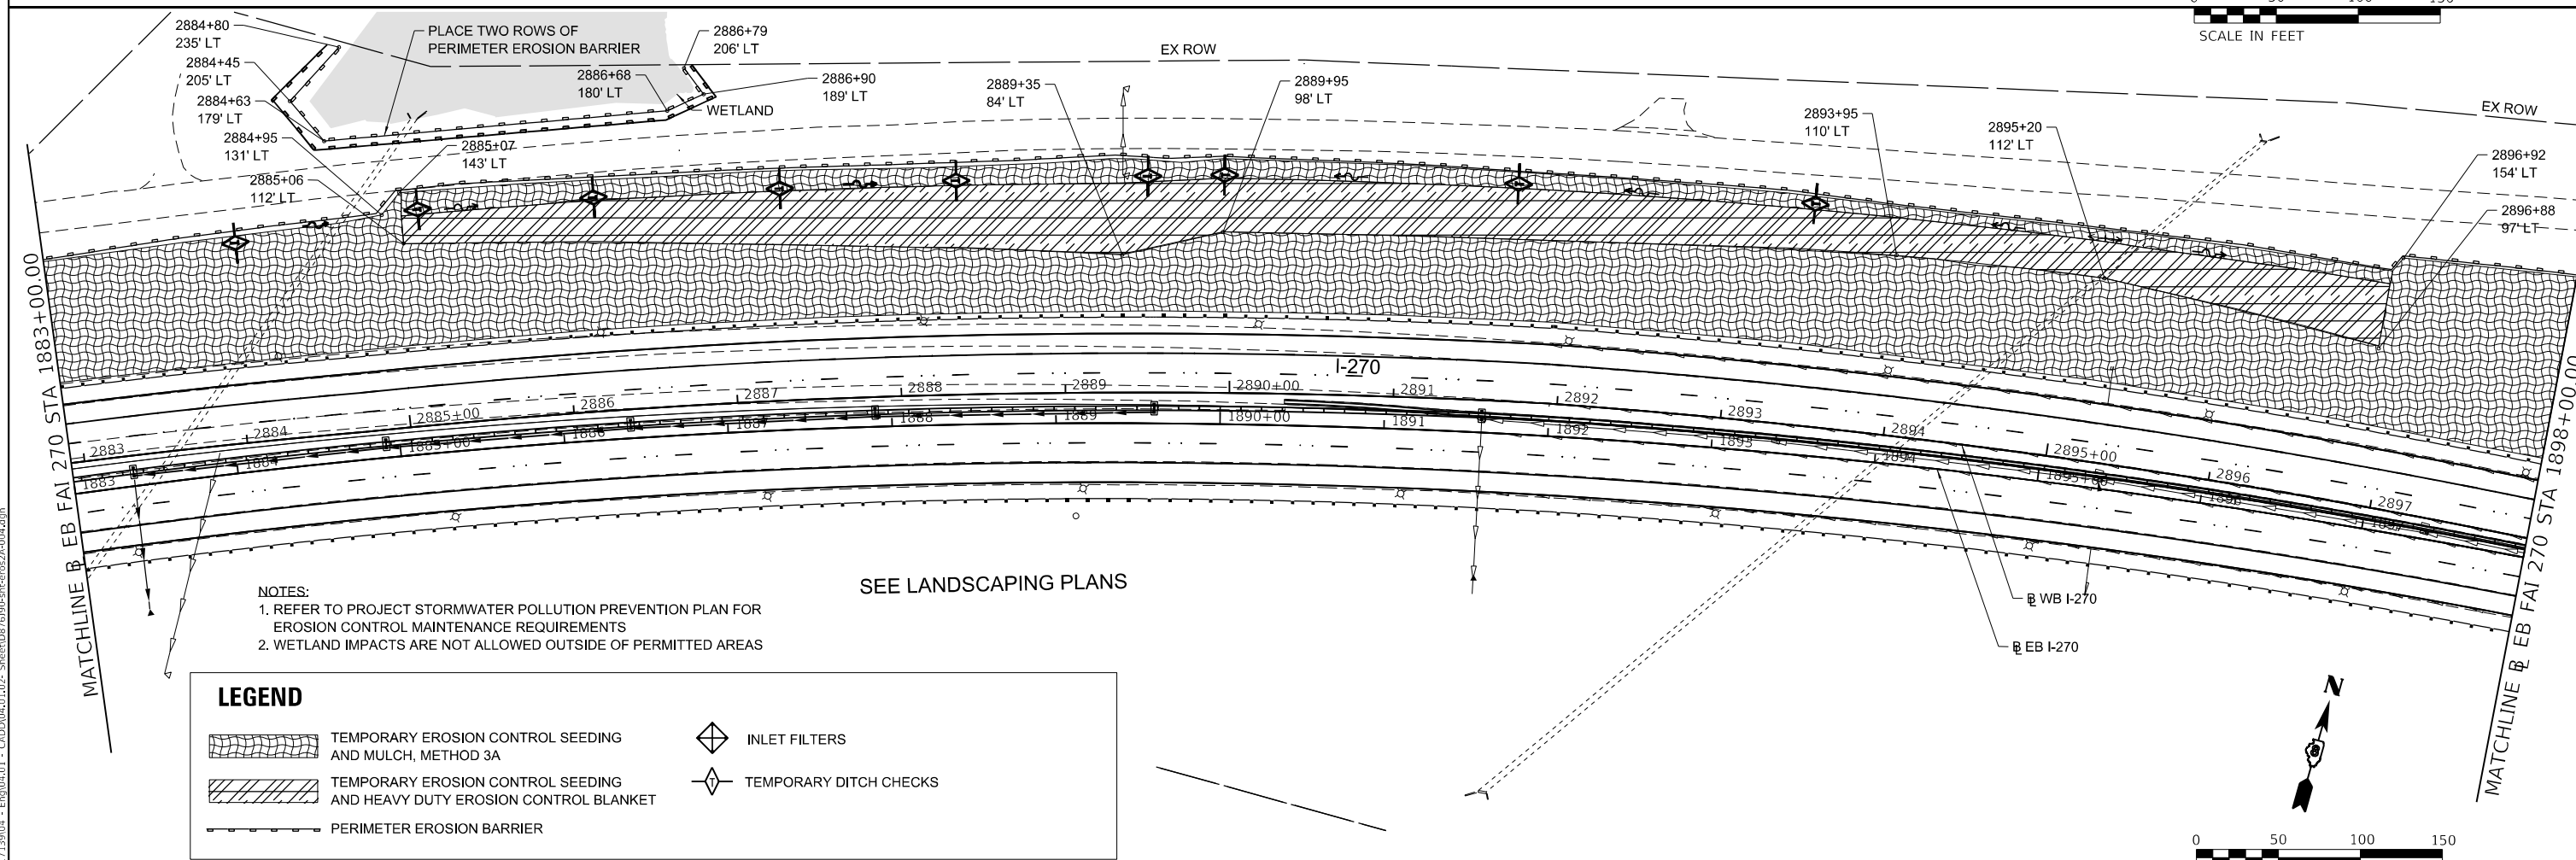 0 50 100 150
SCALE IN FEET
2884+80
235' LT
PLACE TWO ROWS OF
PERIMETER EROSION BARRIER
2886+79
206' LT
EX ROW
2884+45
205' LT
2886+68
180' LT
2886+90
189' LT
2889+35
84' LT
2889+95
98' LT
EX ROW
2884+63
179' LT
WETLAND
2893+95
110' LT
2895+20
112' LT
2884+95
131' LT
2885+07
143' LT
2896+92
154' LT
2885+06
112' LT
2896+88
97' LT
MATCHLINE B EB FAI 270 STA 1883+00.00
I-270
2883
2884
2885+00
2886
2887
2888
2889
2890+00
2891
2892
2893
2894
2895+00
2896
2897
1883
1884
1885+00
1886
1887
1888
1889
1890+00
1891
1892
1893
1894
1895+00
1896
1897
MATCHLINE B EB FAI 270 STA 1898+00.00
SEE LANDSCAPING PLANS
B WB I-270
B EB I-270
NOTES:
1. REFER TO PROJECT STORMWATER POLLUTION PREVENTION PLAN FOR
EROSION CONTROL MAINTENANCE REQUIREMENTS
2. WETLAND IMPACTS ARE NOT ALLOWED OUTSIDE OF PERMITTED AREAS
LEGEND
TEMPORARY EROSION CONTROL SEEDING
AND MULCH, METHOD 3A
INLET FILTERS
TEMPORARY EROSION CONTROL SEEDING
AND HEAVY DUTY EROSION CONTROL BLANKET
T
TEMPORARY DITCH CHECKS
PERIMETER EROSION BARRIER
N
0 50 100 150